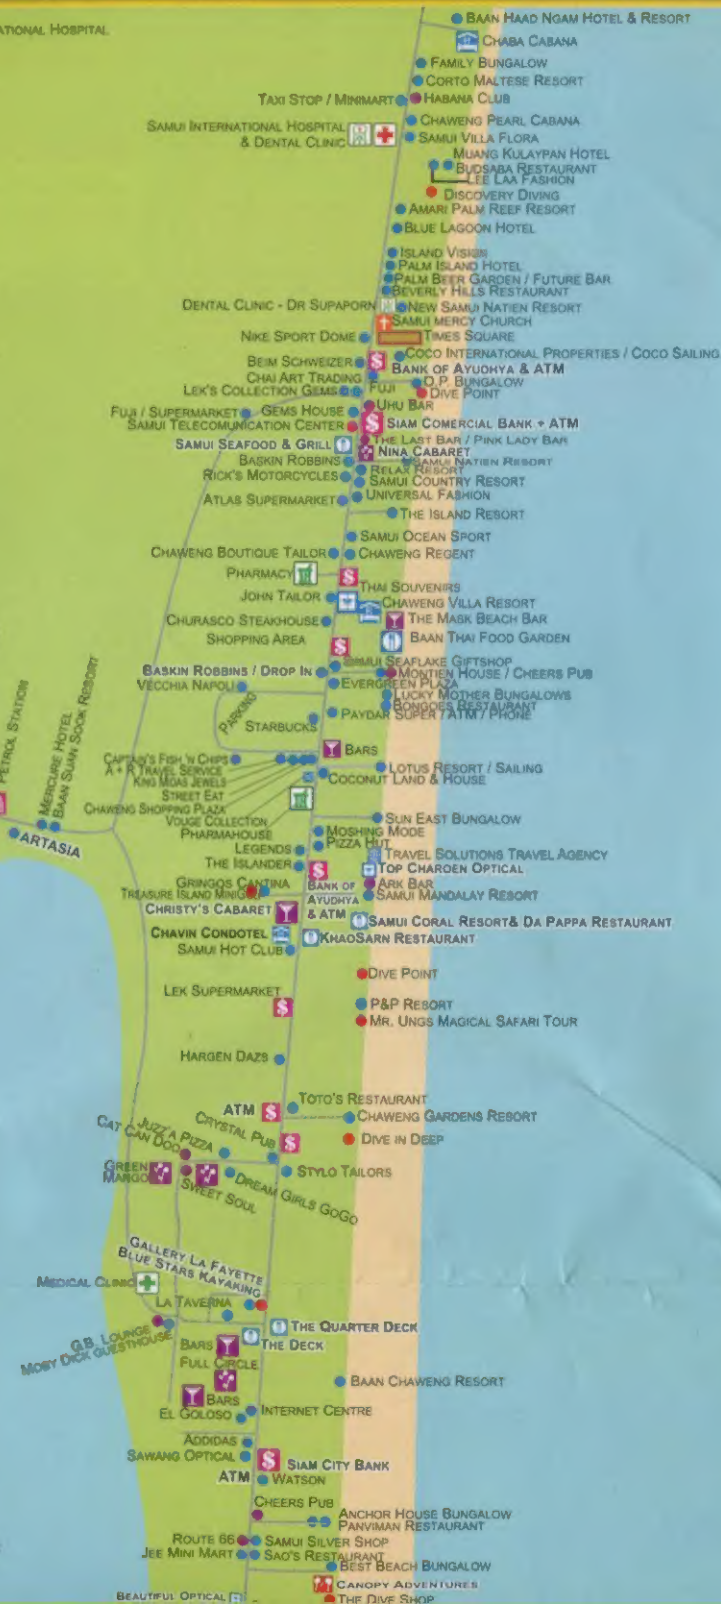 ATIONAL HOSPITAL
BAAN HAAD NGAM HOTEL & RESORT
CHABA CABANA
FAMILY BUNGALOW
CORTO MALTESE RESORT
TAXI STOP / MINIMART
HABANA CLUB
CHAWENG PEARL CABANA
SAMUI INTERNATIONAL HOSPITAL
& DENTAL CLINIC
SAMUI VILLA FLORA
MUANG KULAYPAN HOTEL
BUDSABA RESTAURANT
LEE LAA FASHION
DISCOVERY DIVING
AMARI PALM REEF RESORT
BLUE LAGOON HOTEL
ISLAND VISION
PALM ISLAND HOTEL
PALM BEER GARDEN / FUTURE BAR
BEVERLY HILLS RESTAURANT
DENTAL CLINIC - DR SUPAPORN
NEW SAMUI NATIEN RESORT
SAMUI MERCY CHURCH
NIKE SPORT DOME
TIMES SQUARE
COCO INTERNATIONAL PROPERTIES / COCO SAILING
BEIM SCHWEIZER
BANK OF AYUDHYA & ATM
CHAI ART TRADING
O.P. BUNGALOW
LEK'S COLLECTION GEMS
FUJI
DIVE POINT
UHU BAR
FUJI / SUPERMARKET
GEMS HOUSE
SAMUI TELECOMUNICATION CENTER
SIAM COMERCIAL BANK + ATM
THE LAST BAR / PINK LADY BAR
SAMUI SEAFOOD & GRILL
NINA CABARET
BASKIN ROBBINS
SAMUI NATIEN RESORT
RELAX RESORT
RICK'S MOTORCYCLES
SAMUI COUNTRY RESORT
ATLAS SUPERMARKET
UNIVERSAL FASHION
THE ISLAND RESORT
SAMUI OCEAN SPORT
CHAWENG BOUTIQUE TAILOR
CHAWENG REGENT
PHARMACY
THAI SOUVENIRS
JOHN TAILOR
CHAWENG VILLA RESORT
CHURASCO STEAKHOUSE
THE MASK BEACH BAR
SHOPPING AREA
BAAN THAI FOOD GARDEN
SAMUI SEAFLAKE GIFTSHOP
BASKIN ROBBINS / DROP IN
MONTIEN HOUSE / CHEERS PUB
VECCHIA NAPOLI
EVERGREEN PLAZA
LUCKY MOTHER BUNGALOWS
BONGOES RESTAURANT
PARKING
PAYDAR SUPER / ATM / PHONE
STARBUCKS
BARS
PETROL STATION
MERCURE HOTEL
BAAN SUAN SOOK RESORT
ARTASIA
CAPTAIN'S FISH 'N CHIPS
A + R TRAVEL SERVICE
LOTUS RESORT / SAILING
KING MIDAS JEWELS
COCONUT LAND & HOUSE
STREET EAT
CHAWENG SHOPPING PLAZA
VOUGE COLLECTION
SUN EAST BUNGALOW
PHARMAHOUSE
MOSHING MODE
LEGENDS
PIZZA HUT
TRAVEL SOLUTIONS TRAVEL AGENCY
THE ISLANDER
TOP CHAROEN OPTICAL
GRINGOS CANTINA
BANK OF
AYUDHYA
& ATM
ARK BAR
TREASURE ISLAND MINIGOLF
SAMUI MANDALAY RESORT
CHRISTY'S CABARET
SAMUI CORAL RESORT& DA PAPPA RESTAURANT
CHAVIN CONDOTEL
KHAOSARN RESTAURANT
SAMUI HOT CLUB
DIVE POINT
LEK SUPERMARKET
P&P RESORT
MR. UNGS MAGICAL SAFARI TOUR
HARGEN DAZS
TOTO'S RESTAURANT
ATM
CHAWENG GARDENS RESORT
CRYSTAL PUB
JUZZ'A PIZZA
CAT CAN DOO
DIVE IN DEEP
GREEN
MANGO
STYLO TAILORS
SWEET SOUL
DREAM GIRLS GOGO
GALLERY LA FAYETTE
BLUE STARS KAYAKING
MEDICAL CLINIC
LA TAVERNA
G.B. LOUNGE
MOBY DICK GUESTHOUSE
THE QUARTER DECK
BARS
THE DECK
FULL CIRCLE
BAAN CHAWENG RESORT
BARS
EL GOLOSO
INTERNET CENTRE
ADDIDAS
SAWANG OPTICAL
SIAM CITY BANK
ATM
WATSON
CHEERS PUB
ANCHOR HOUSE BUNGALOW
PANVIMAN RESTAURANT
ROUTE 66
SAMUI SILVER SHOP
JEE MINI MART
SAO'S RESTAURANT
BEST BEACH BUNGALOW
CANOPY ADVENTURES
BEAUTIFUL OPTICAL
THE DIVE SHOP